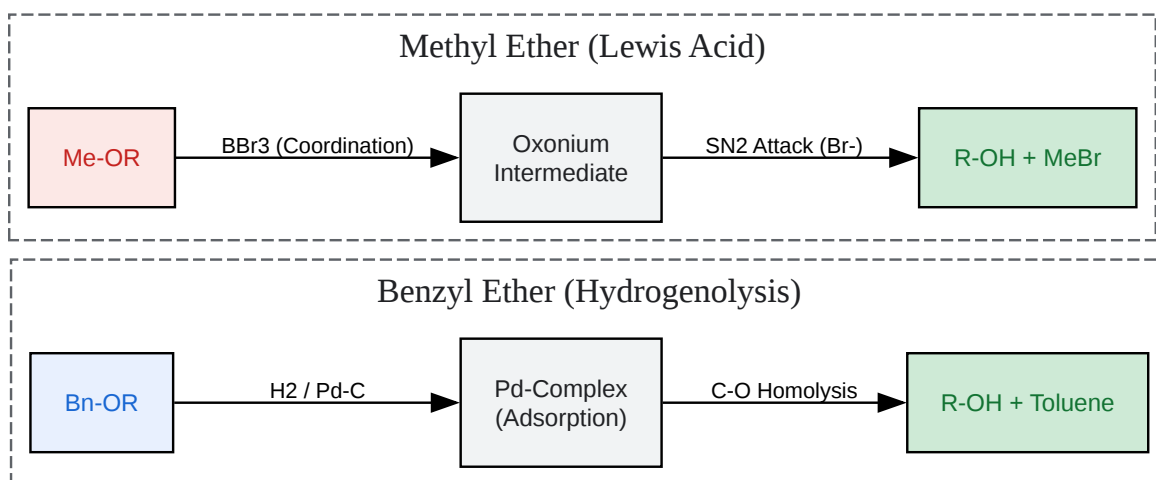 Methyl Ether (Lewis Acid)
Me-OR
BBr3 (Coordination)
Oxonium
Intermediate
SN2 Attack (Br-)
R-OH + MeBr
Benzyl Ether (Hydrogenolysis)
Bn-OR
H2 / Pd-C
Pd-Complex
(Adsorption)
C-O Homolysis
R-OH + Toluene